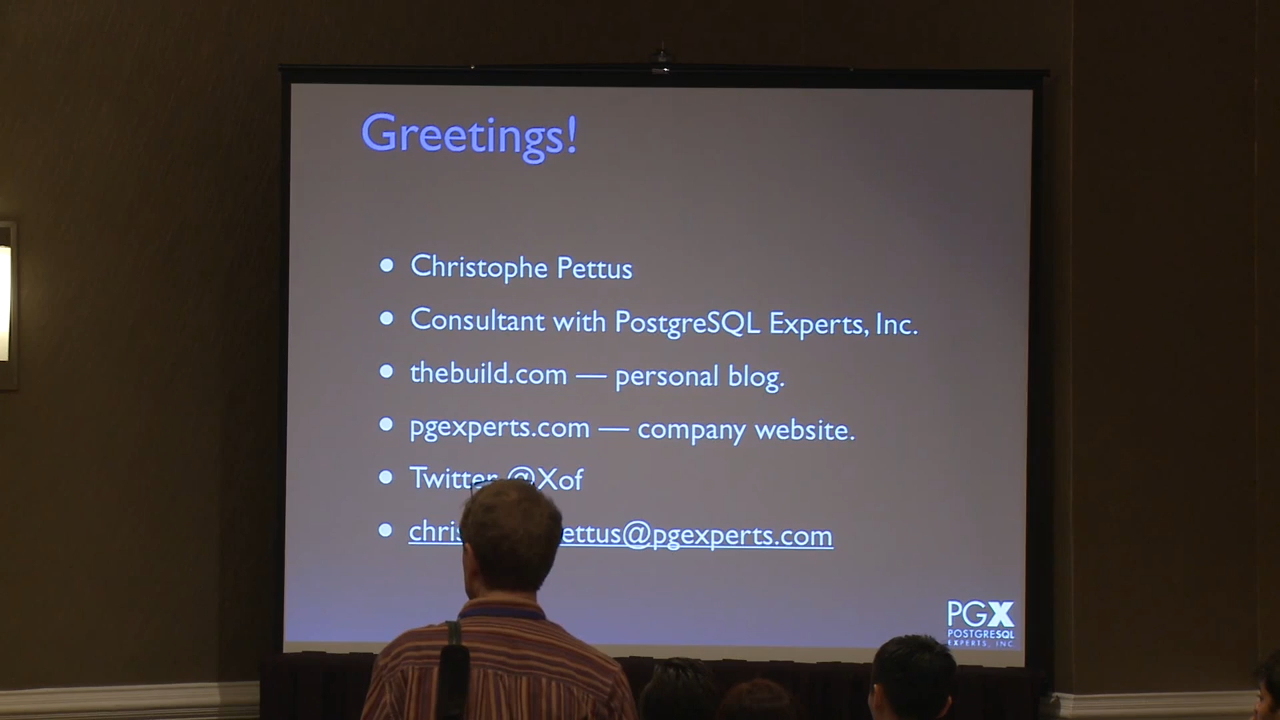 Greetings!
• Christophe Pettus
• Consultant with PostgreSQL Experts, Inc.
• thebuild.com — personal blog.
• pgexperts.com — company website.
• Twitter @Xof
• chris ettus@pgexperts.com
PGX
POSTGRESQL
EXPERTS, INC